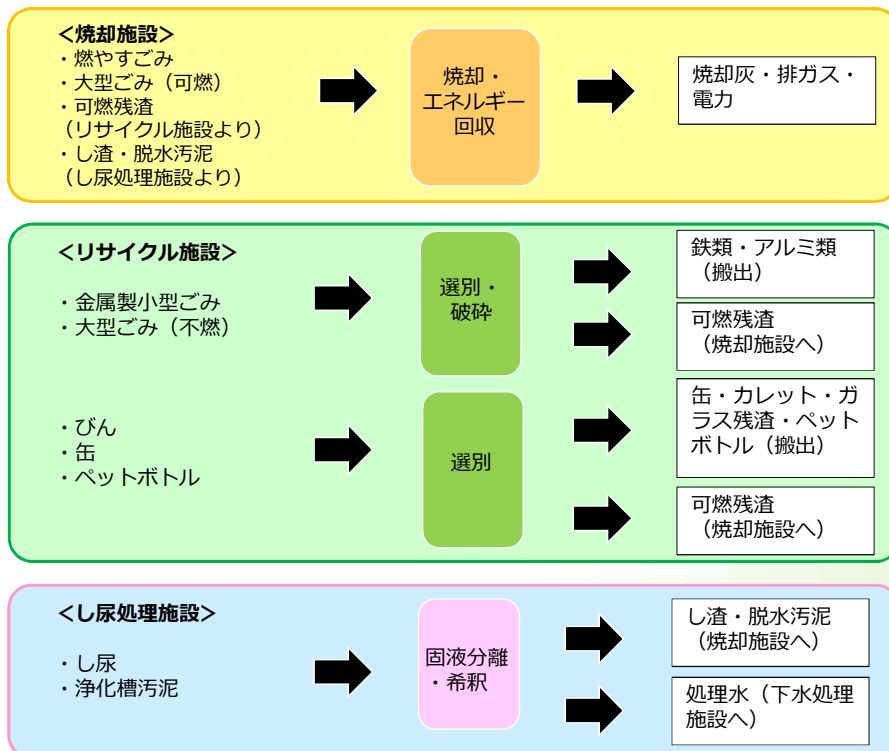 ＜焼却施設＞
・燃やすごみ
・大型ごみ（可燃）
・可燃残渣
（リサイクル施設より）
・し渣・脱水汚泥
（し尿処理施設より）
焼却・
エネルギー
回収
焼却灰・排ガス・
電力
＜リサイクル施設＞
・金属製小型ごみ
・大型ごみ（不燃）
選別・
破砕
鉄類・アルミ類
（搬出）
可燃残渣
（焼却施設へ）
・びん
・缶
・ペットボトル
選別
缶・カレット・ガ
ラス残渣・ペット
ボトル（搬出）
可燃残渣
（焼却施設へ）
＜し尿処理施設＞
・し尿
・浄化槽汚泥
固液分離
・希釈
し渣・脱水汚泥
（焼却施設へ）
処理水（下水処理
施設へ）